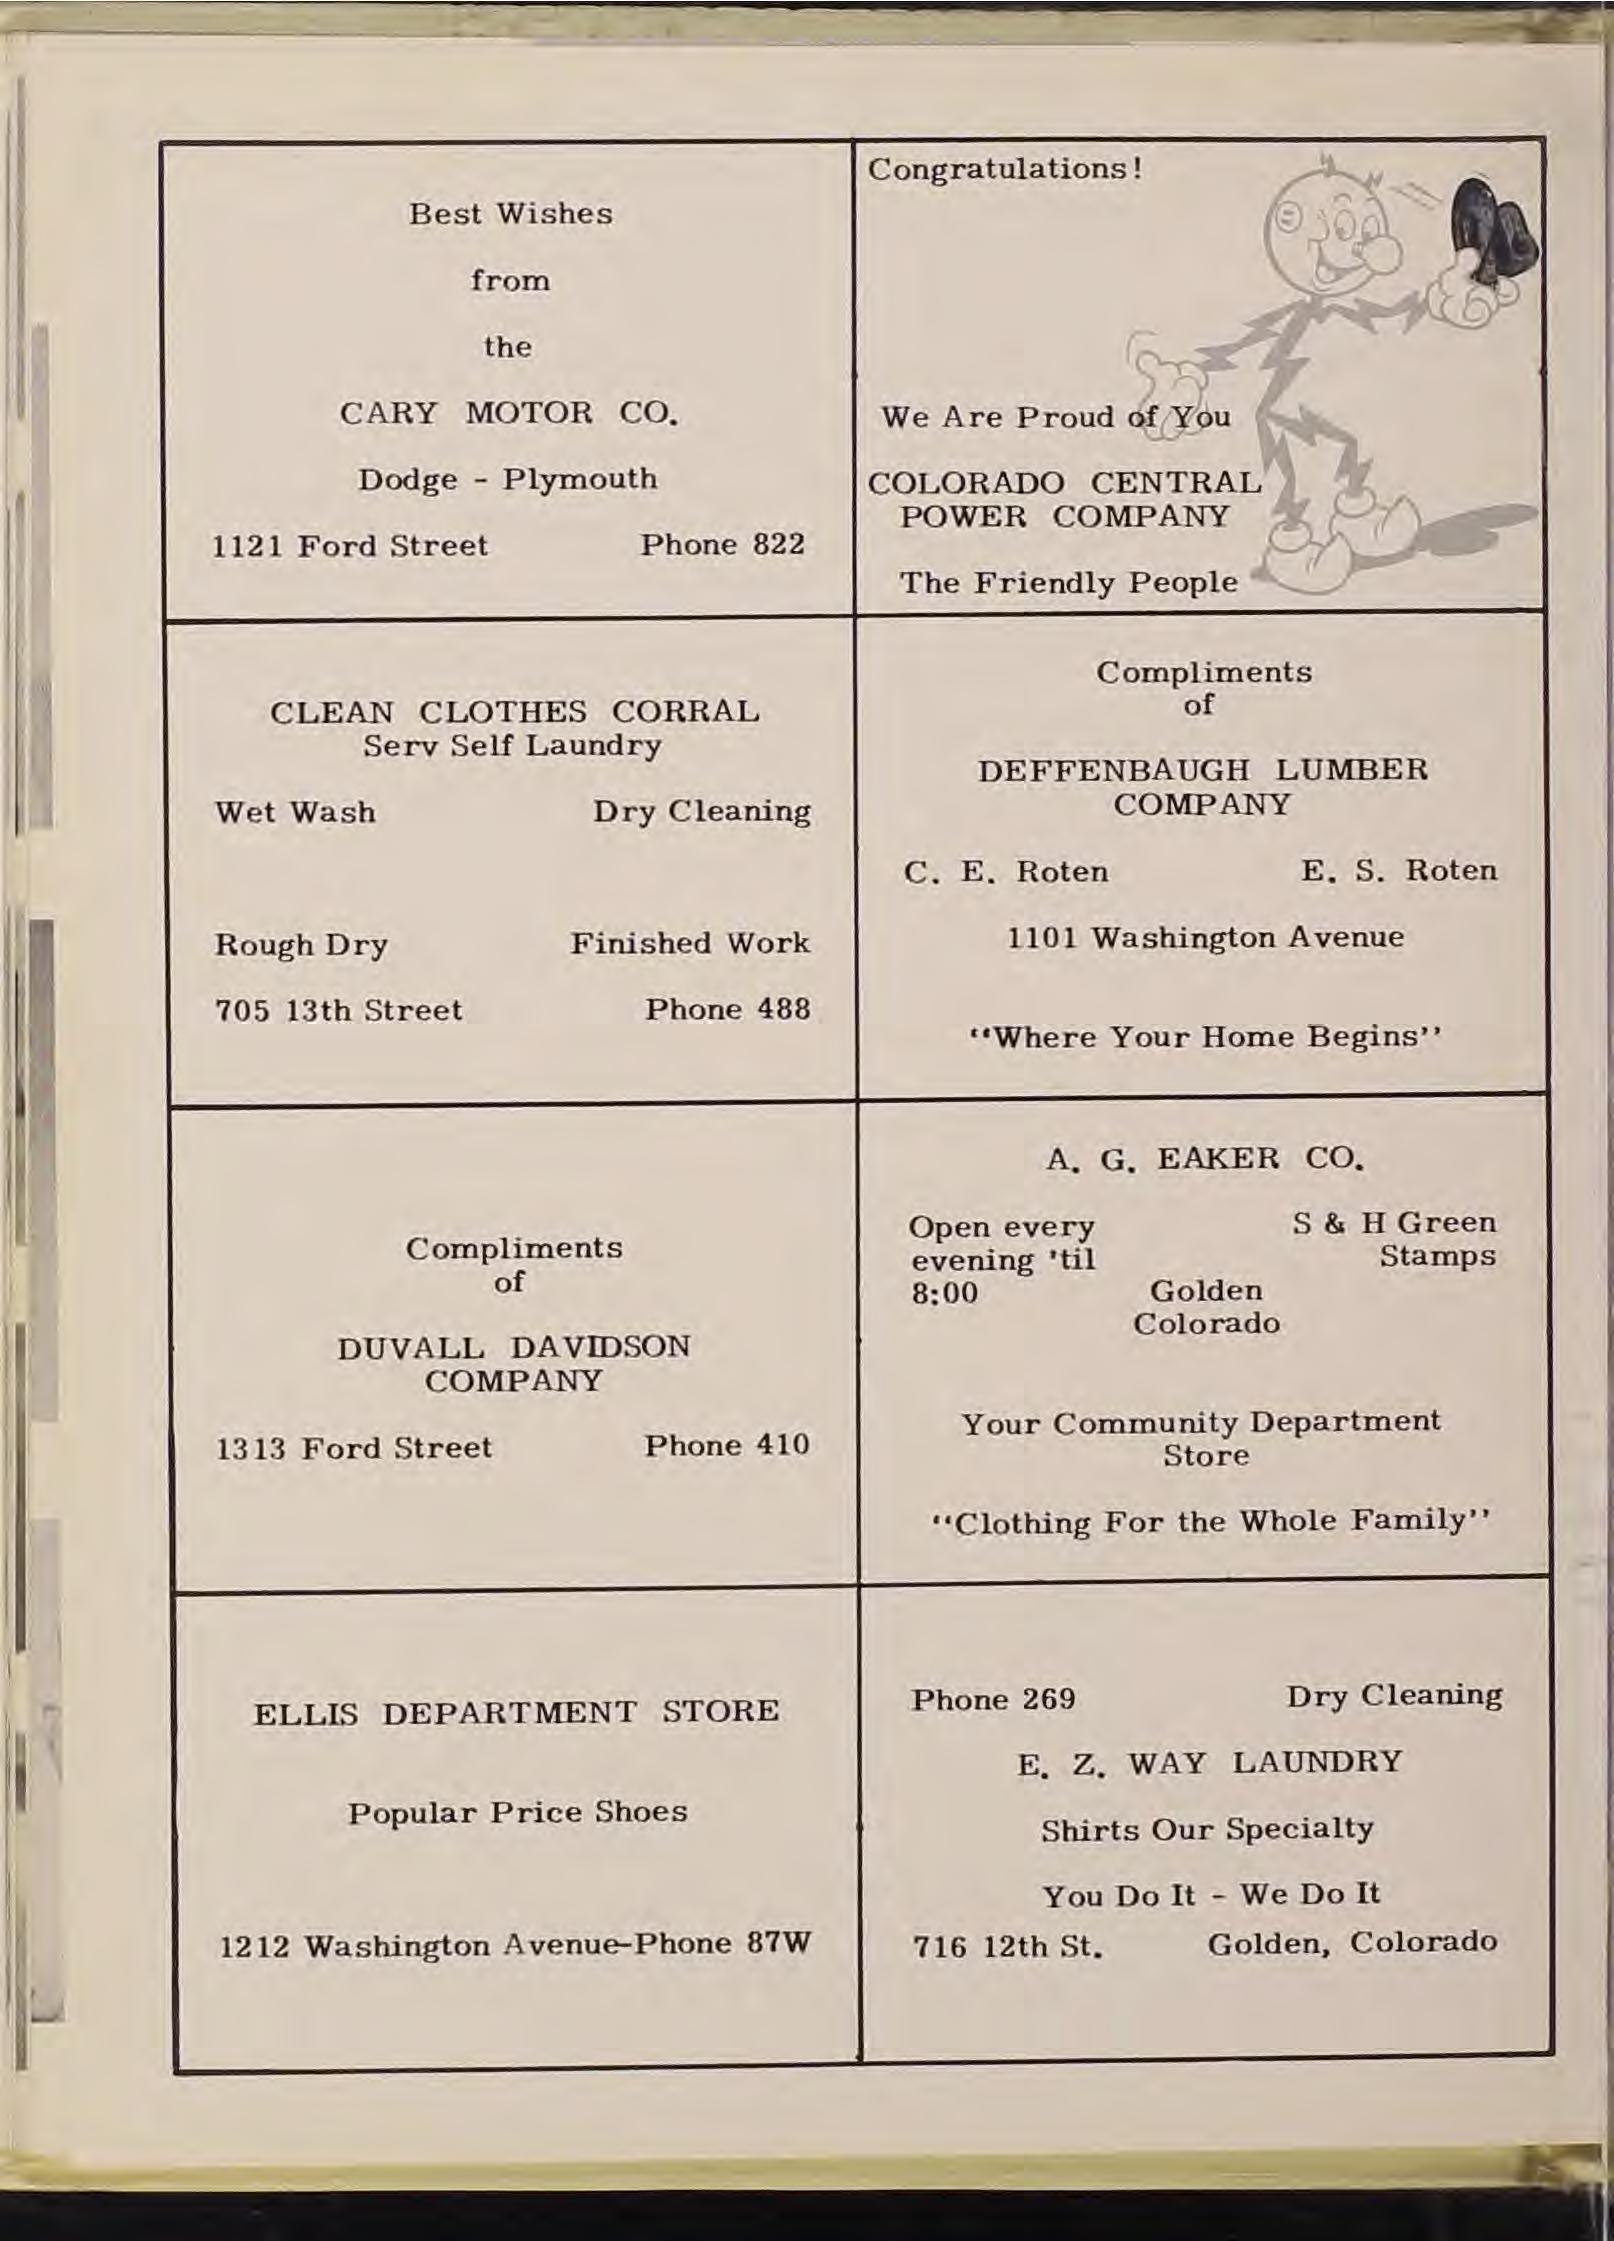 Best Wishes
from
the
CARY MOTOR CO.
Dodge - Plymouth
1121 Ford Street Phone 822
Congratulations!
We Are Proud of You
COLORADO CENTRAL
POWER COMPANY
The Friendly People
CLEAN CLOTHES CORRAL
Serv Self Laundry
Wet Wash Dry Cleaning
Rough Dry Finished Work
705 13th Street Phone 488
Compliments
of
DEFFENBAUGH LUMBER
COMPANY
C. E. Roten E. S. Roten
1101 Washington Avenue
"Where Your Home Begins"
Compliments
of
DUVALL DAVIDSON
COMPANY
1313 Ford Street Phone 410
A. G. EAKER CO.
Open every S & H Green
evening 'til Stamps
8:00 Golden
Colorado
Your Community Department
Store
"Clothing For the Whole Family"
ELLIS DEPARTMENT STORE
Popular Price Shoes
1212 Washington Avenue-Phone 87W
Phone 269 Dry Cleaning
E. Z. WAY LAUNDRY
Shirts Our Specialty
You Do It - We Do It
716 12th St. Golden, Colorado